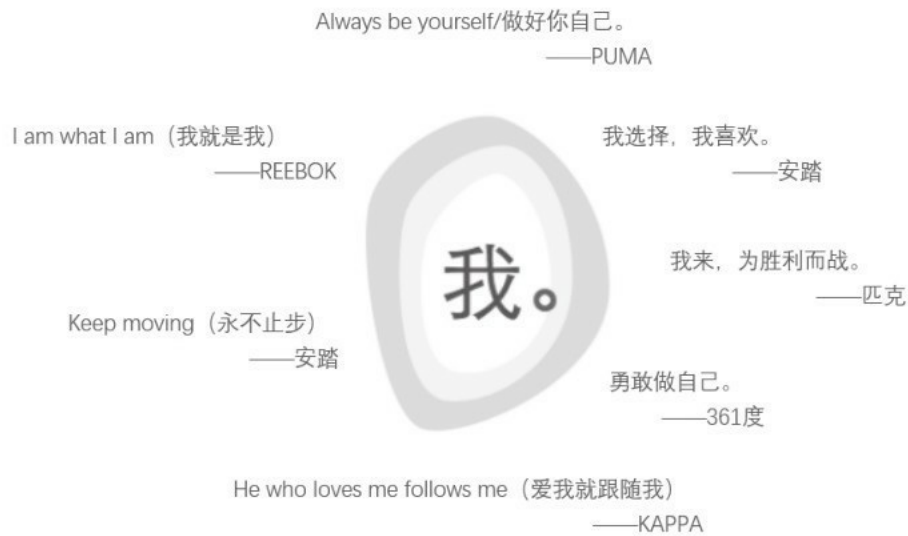 Always be yourself/做好你自己。
——PUMA
I am what I am（我就是我）
——REEBOK
我选择，我喜欢。
——安踏
我。
我来，为胜利而战。
——匹克
Keep moving（永不止步）
——安踏
勇敢做自己。
——361度
He who loves me follows me（爱我就跟随我）
——KAPPA